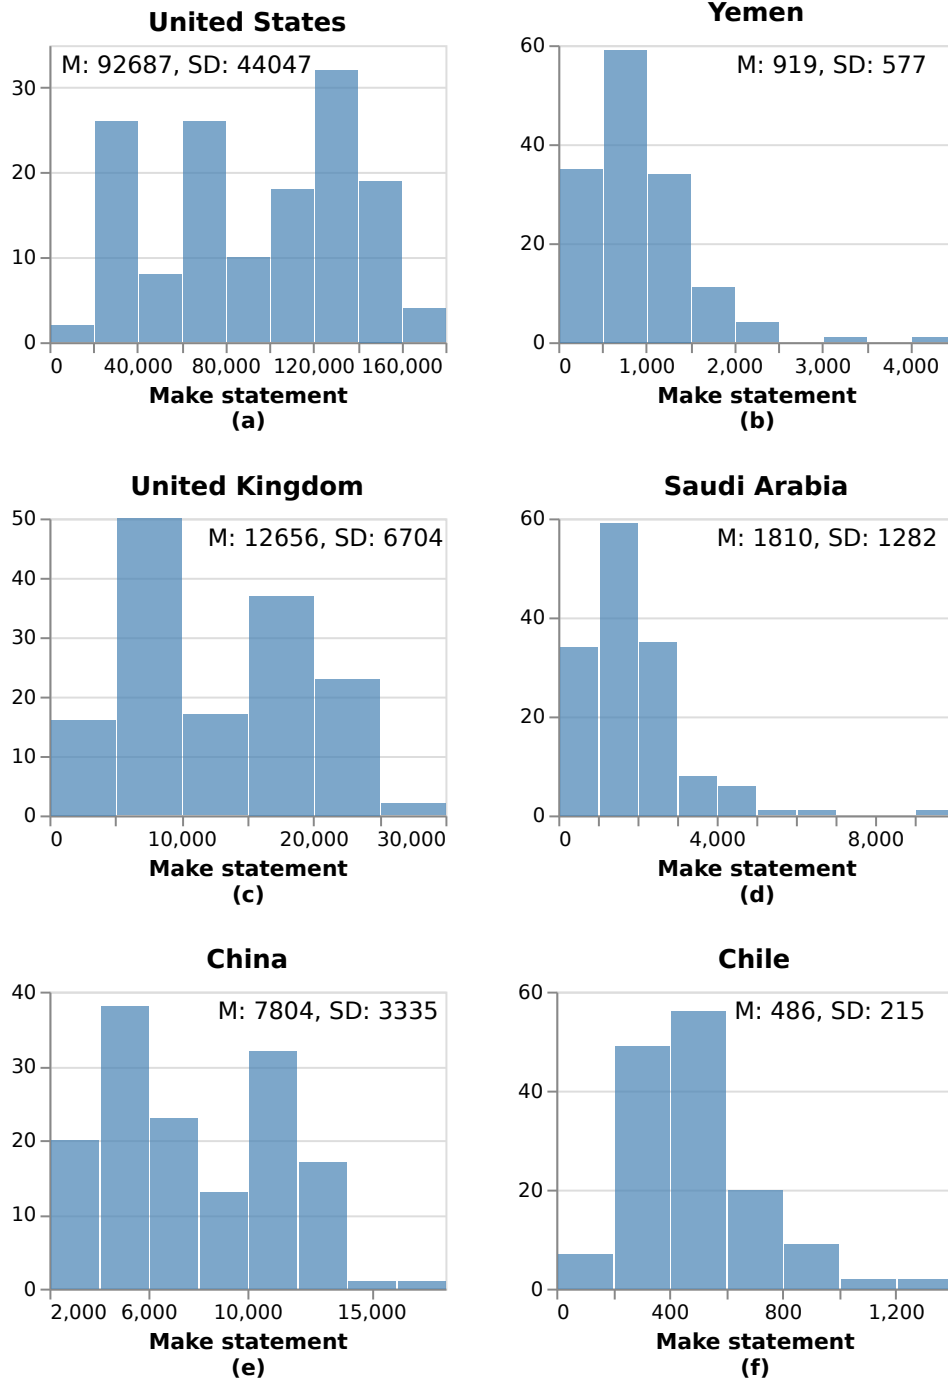 United States
M: 92687, SD: 44047
30
20
10
0
0 40,000 80,000 120,000 160,000
Make statement
(a)
Yemen
M: 919, SD: 577
60
40
20
0
0 1,000 2,000 3,000 4,000
Make statement
(b)
United Kingdom
M: 12656, SD: 6704
50
40
30
20
10
0
0 10,000 20,000 30,000
Make statement
(c)
Saudi Arabia
M: 1810, SD: 1282
60
40
20
0
0 4,000 8,000
Make statement
(d)
China
M: 7804, SD: 3335
40
30
20
10
0
2,000 6,000 10,000 15,000
Make statement
(e)
Chile
M: 486, SD: 215
60
40
20
0
0 400 800 1,200
Make statement
(f)